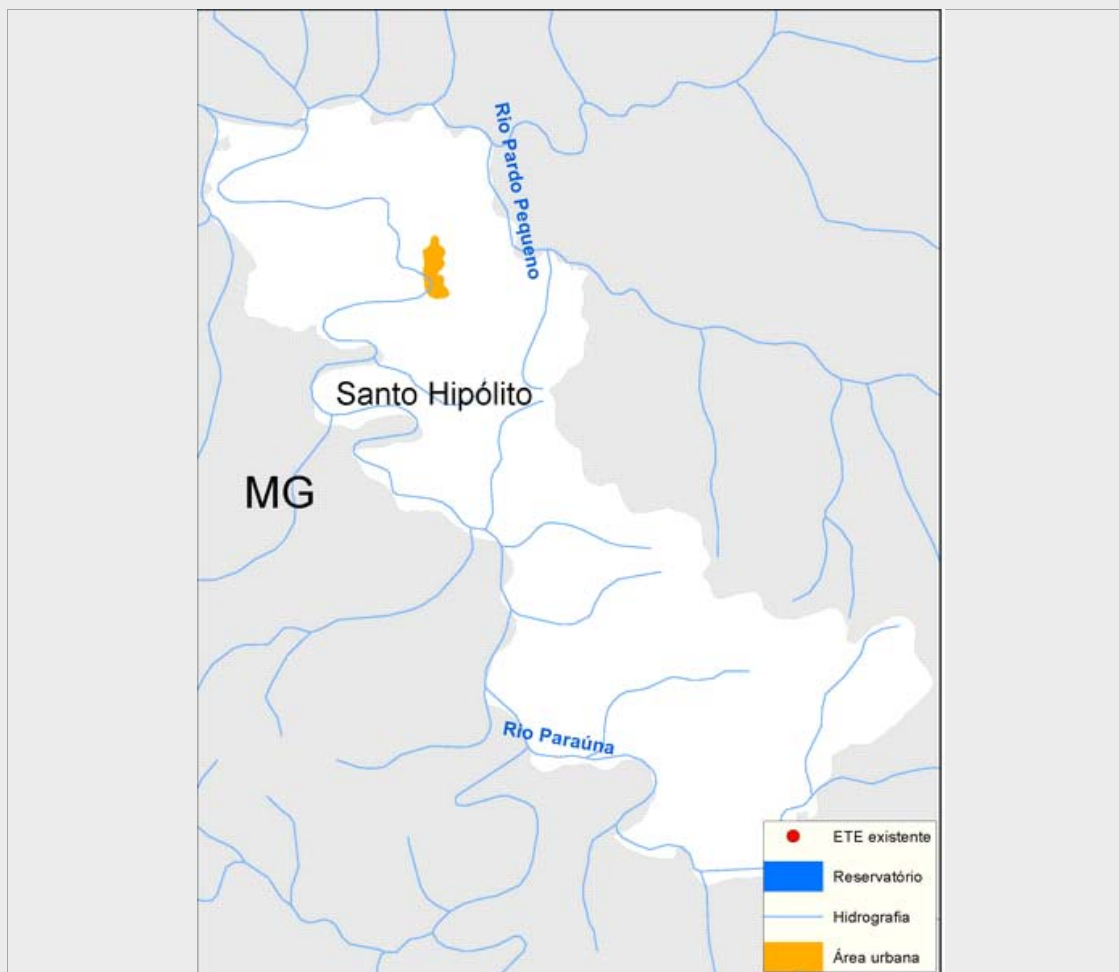 Rio Pardo Pequeno
Santo Hipólito
MG
Rio Paraúna
ETE existente
Reservatório
Hidrografia
Área urbana